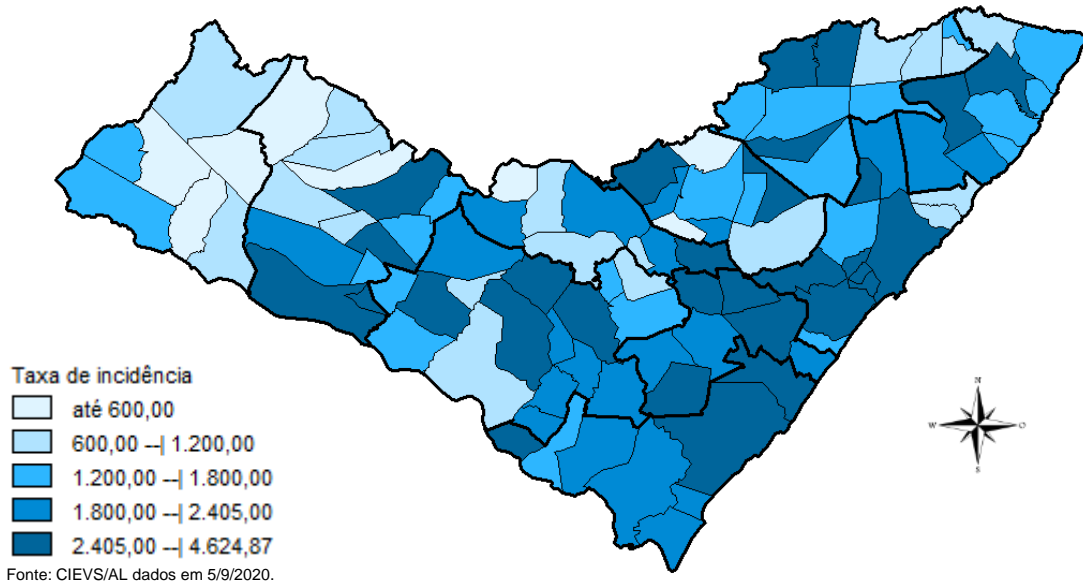 Taxa de incidência
até 600,00
600,00 --| 1.200,00
1.200,00 --| 1.800,00
1.800,00 --| 2.405,00
2.405,00 --| 4.624,87
Fonte: CIEVS/AL dados em 5/9/2020.
N
W
O
S